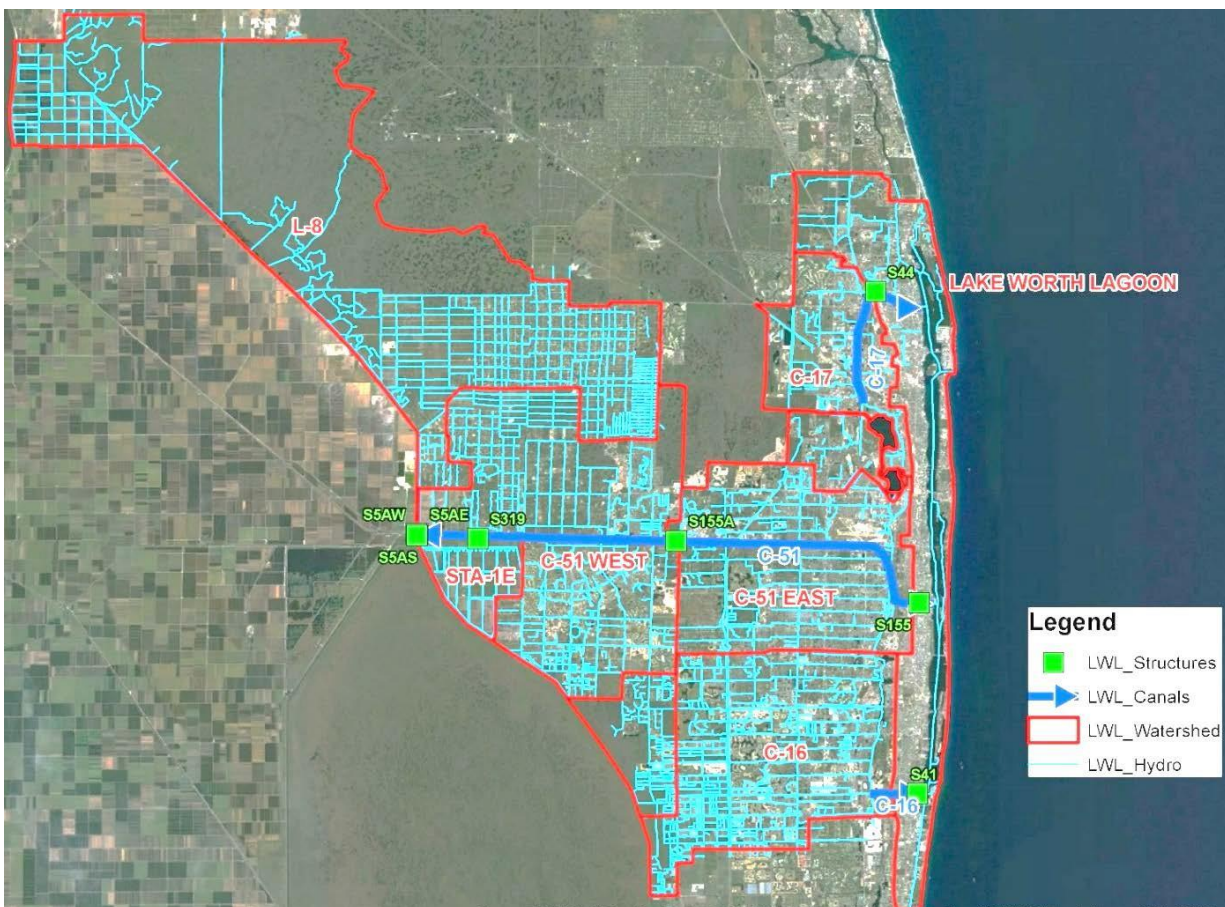 L-8
S44
LAKE WORTH LAGOON
C-17
C-17
S5AW
S5AE
S319
S155A
S5AS
C-51 WEST
C-51
STA-1E
C-51 EAST
S155
Legend
LWL_Structures
LWL_Canals
LWL_Watershed
LWL_Hydro
C-16
S41
C-16